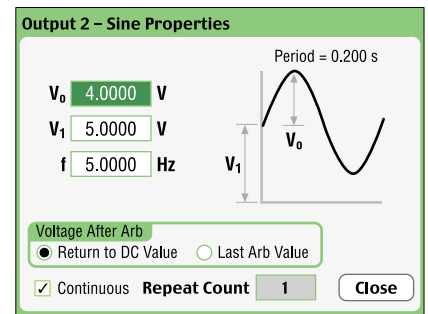 Output 2 – Sine Properties
Period = 0.200 s
V₀ 4.0000 V
V₁ 5.0000 V
f 5.0000 Hz
V₁
V₀
Voltage After Arb
Return to DC Value Last Arb Value
Continuous Repeat Count 1 Close